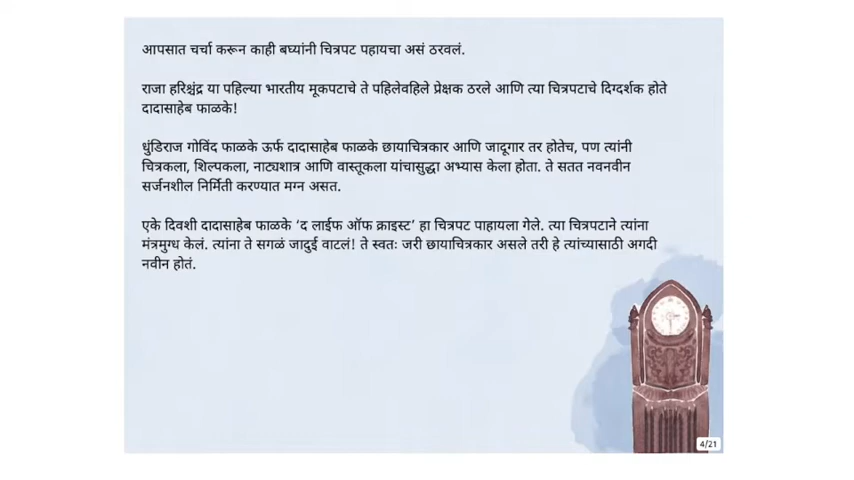 आपसात चर्चा करून काही बघ्यांनी चित्रपट पहायचा असं ठरवलं.
राजा हरिश्चंद्र या पहिल्या भारतीय मूकपटाचे ते पहिलेवहिले प्रेक्षक ठरले आणि त्या चित्रपटाचे दिग्दर्शक होते
दादासाहेब फाळके!
धुंडिराज गोविंद फाळके ऊर्फ दादासाहेब फाळके छायाचित्रकार आणि जादूगार तर होतेच, पण त्यांनी
चित्रकला, शिल्पकला, नाट्यशात्र आणि वास्तूकला यांचासुद्धा अभ्यास केला होता. ते सतत नवनवीन
सर्जनशील निर्मिती करण्यात मग्न असत.
एके दिवशी दादासाहेब फाळके ‘द लाईफ ऑफ क्राइस्ट’ हा चित्रपट पाहायला गेले. त्या चित्रपटाने त्यांना
मंत्रमुग्ध केलं. त्यांना ते सगळं जादुई वाटलं! ते स्वतः जरी छायाचित्रकार असले तरी हे त्यांच्यासाठी अगदी
नवीन होतं.
4/21